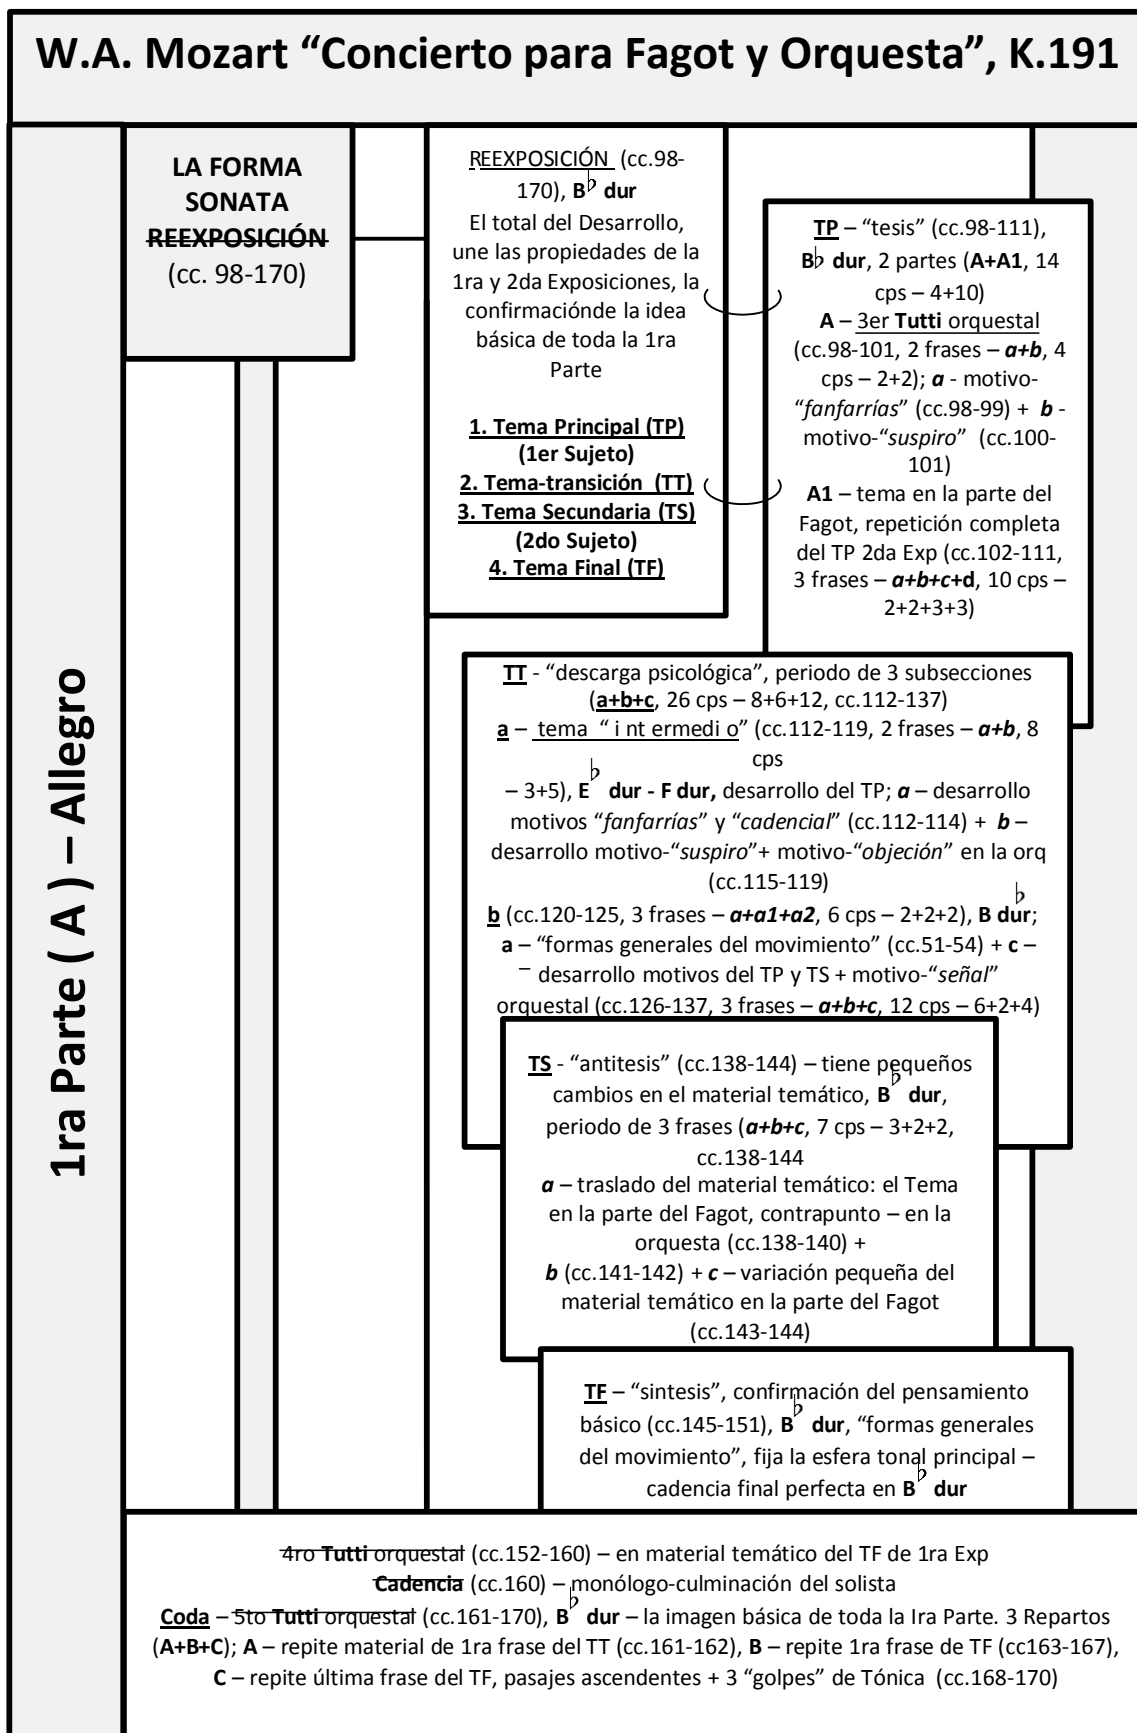 W.A. Mozart “Concierto para Fagot y Orquesta”, K.191
1ra Parte ( A ) – Allegro
LA FORMA
SONATA
REEXPOSICIÓN
(cc. 98-170)
REEXPOSICIÓN (cc.98-
170), B♭ dur
El total del Desarrollo,
une las propiedades de la
1ra y 2da Exposiciones, la
confirmaciónde la idea
básica de toda la 1ra
Parte
1. Tema Principal (TP)
(1er Sujeto)
2. Tema-transición (TT)
3. Tema Secundaria (TS)
(2do Sujeto)
4. Tema Final (TF)
TP – “tesis” (cc.98-111),
B♭ dur, 2 partes (A+A1, 14
cps – 4+10)
A – 3er Tutti orquestal
(cc.98-101, 2 frases – a+b, 4
cps – 2+2); a - motivo-
“fanfarrías” (cc.98-99) + b -
motivo-“suspiro” (cc.100-
101)
A1 – tema en la parte del
Fagot, repetición completa
del TP 2da Exp (cc.102-111,
3 frases – a+b+c+d, 10 cps –
2+2+3+3)
TT - “descarga psicológica”, periodo de 3 subsecciones
(a+b+c, 26 cps – 8+6+12, cc.112-137)
a – tema “ i nt ermedi o” (cc.112-119, 2 frases – a+b, 8
cps
– 3+5), E♭ dur - F dur, desarrollo del TP; a – desarrollo
motivos “fanfarrías” y “cadencial” (cc.112-114) + b –
desarrollo motivo-“suspiro”+ motivo-“objeción” en la orq
(cc.115-119)
b (cc.120-125, 3 frases – a+a1+a2, 6 cps – 2+2+2), B♭ dur;
a – “formas generales del movimiento” (cc.51-54) + c –
– desarrollo motivos del TP y TS + motivo-“señal”
orquestal (cc.126-137, 3 frases – a+b+c, 12 cps – 6+2+4)
TS - “antitesis” (cc.138-144) – tiene pequeños
cambios en el material temático, B♭ dur,
periodo de 3 frases (a+b+c, 7 cps – 3+2+2,
cc.138-144
a – traslado del material temático: el Tema
en la parte del Fagot, contrapunto – en la
orquesta (cc.138-140) +
b (cc.141-142) + c – variación pequeña del
material temático en la parte del Fagot
(cc.143-144)
TF – “sintesis”, confirmación del pensamiento
básico (cc.145-151), B♭ dur, “formas generales
del movimiento”, fija la esfera tonal principal –
cadencia final perfecta en B♭ dur
4ro Tutti orquestal (cc.152-160) – en material temático del TF de 1ra Exp
Cadencia (cc.160) – monólogo-culminación del solista
Coda – 5to Tutti orquestal (cc.161-170), B♭ dur – la imagen básica de toda la Ira Parte. 3 Repartos
(A+B+C); A – repite material de 1ra frase del TT (cc.161-162), B – repite 1ra frase de TF (cc163-167),
C – repite última frase del TF, pasajes ascendentes + 3 “golpes” de Tónica (cc.168-170)